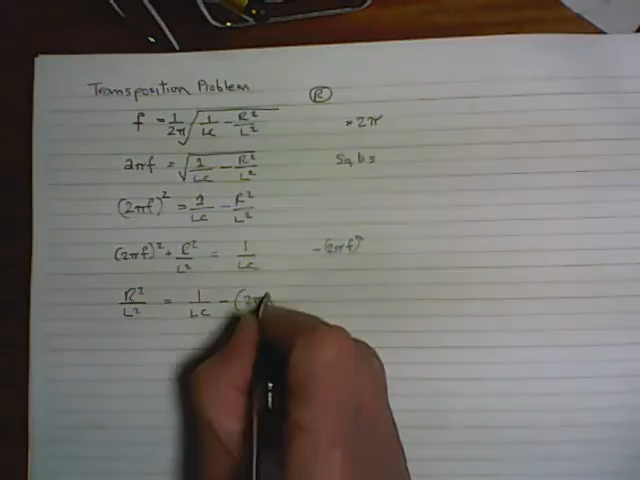 Transposition Problem
Ⓡ
f = 1/2π √(1/LC − R²/L²) × 2π
2πf = √(1/LC − R²/L²) Sq bs
(2πf)² = 1/LC − R²/L²
(2πf)² + R²/L² = 1/LC −(2πf)²
R²/L² = 1/LC − (2π